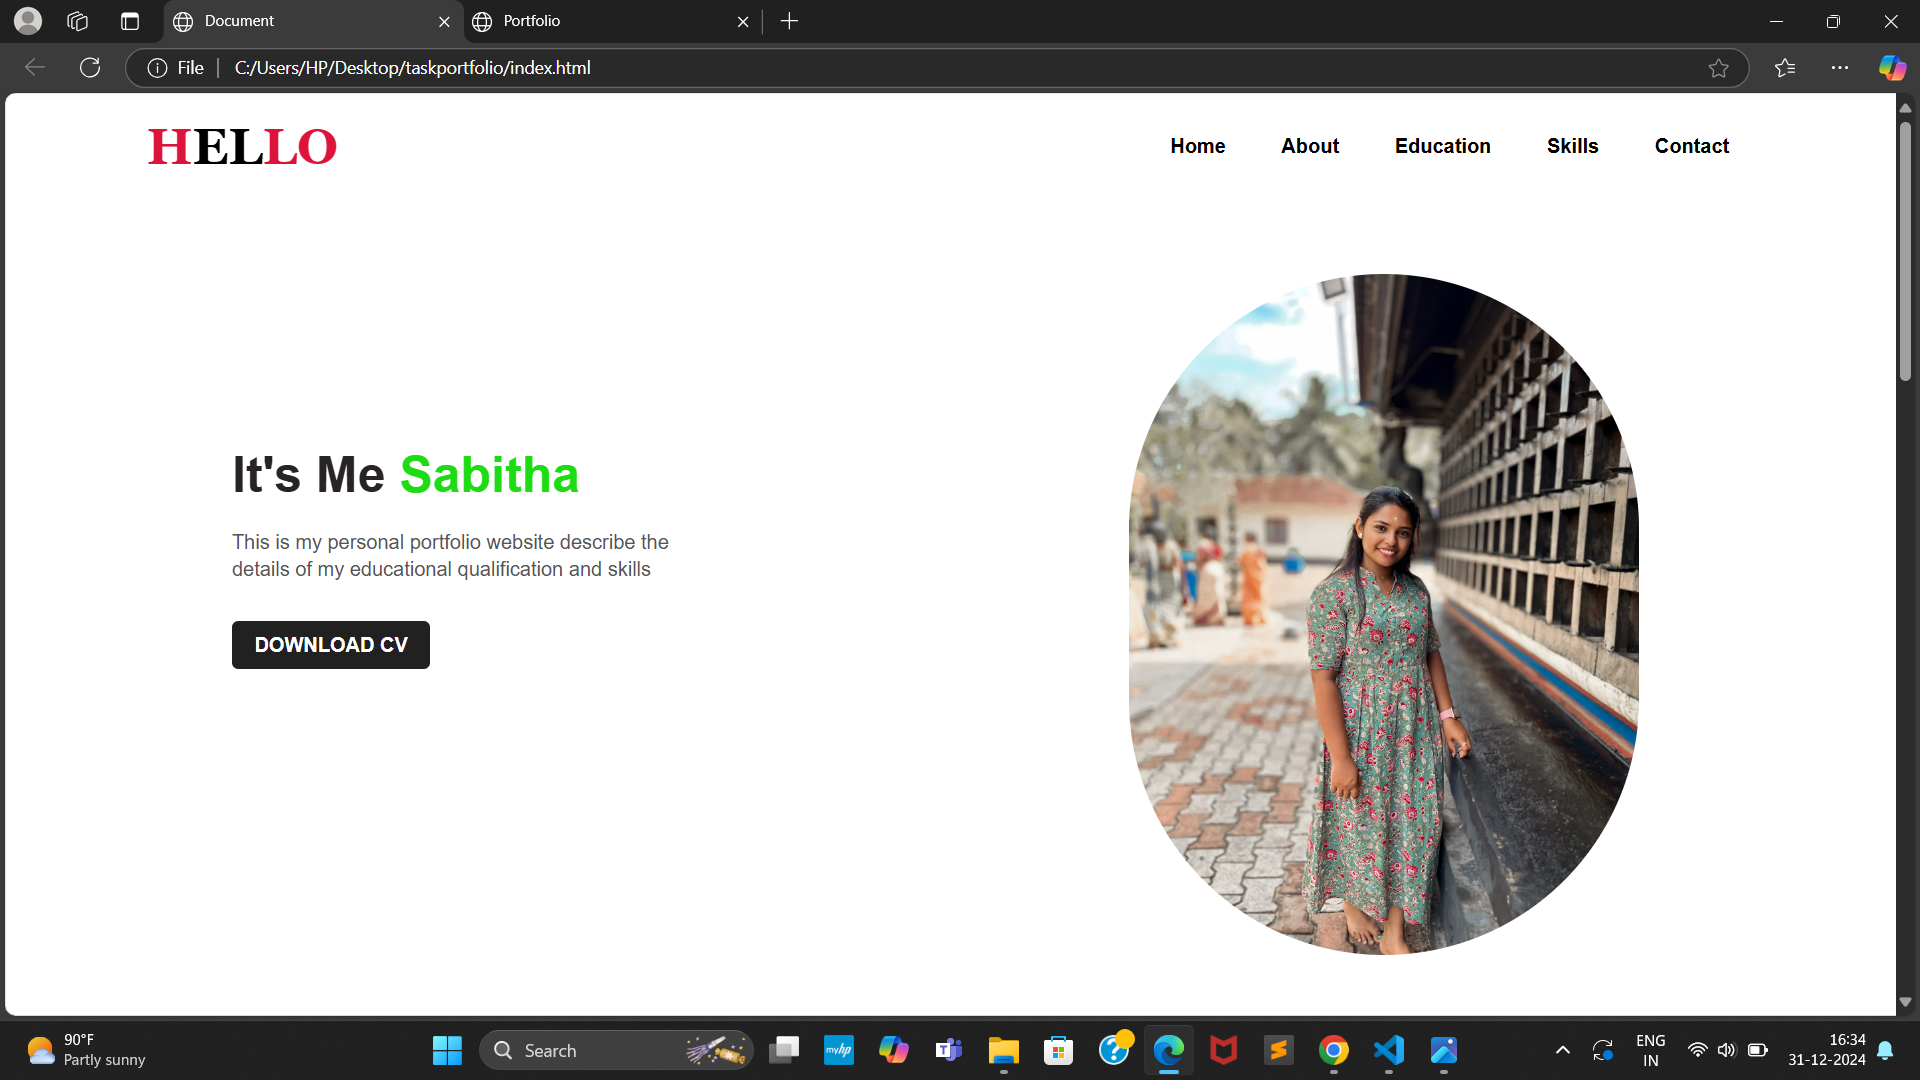 Document
Portfolio
File
C:/Users/HP/Desktop/taskportfolio/index.html
HELLO
Home
About
Education
Skills
Contact
It's Me Sabitha
This is my personal portfolio website describe the
details of my educational qualification and skills
DOWNLOAD CV
90°F
Partly sunny
Search
myhp
ENG
IN
16:34
31-12-2024